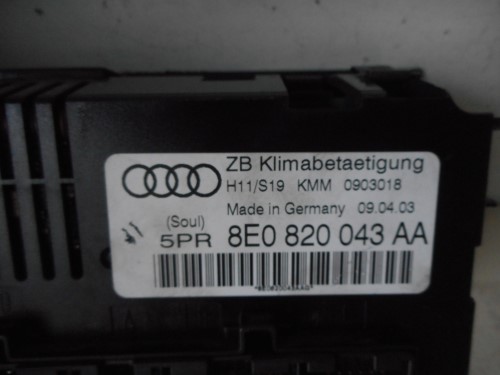 ZB Klimabetaetigung
H11/S19 KMM 0903018
Made in Germany 09.04.03
(Soul)
5PR 8E0 820 043 AA